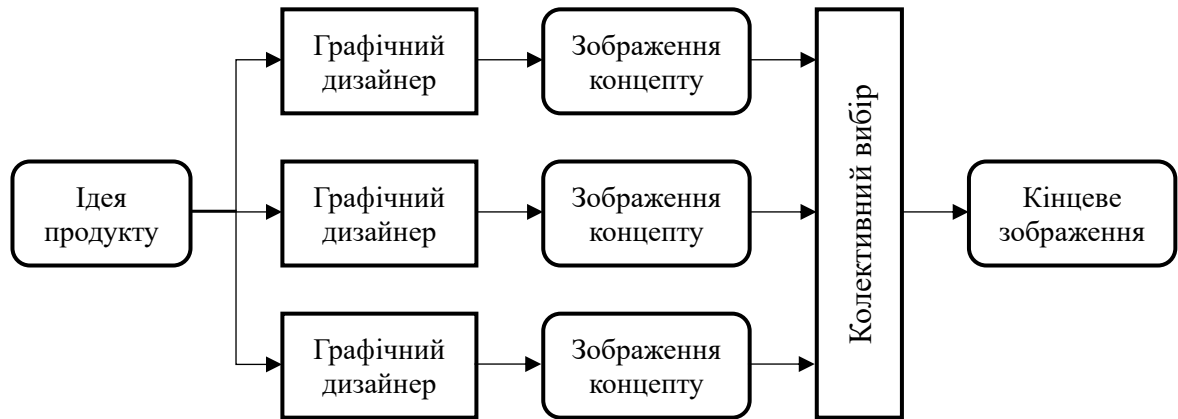 Ідея
продукту
Графічний
дизайнер
Зображення
концепту
Графічний
дизайнер
Зображення
концепту
Графічний
дизайнер
Зображення
концепту
Колективний вибір
Кінцеве
зображення